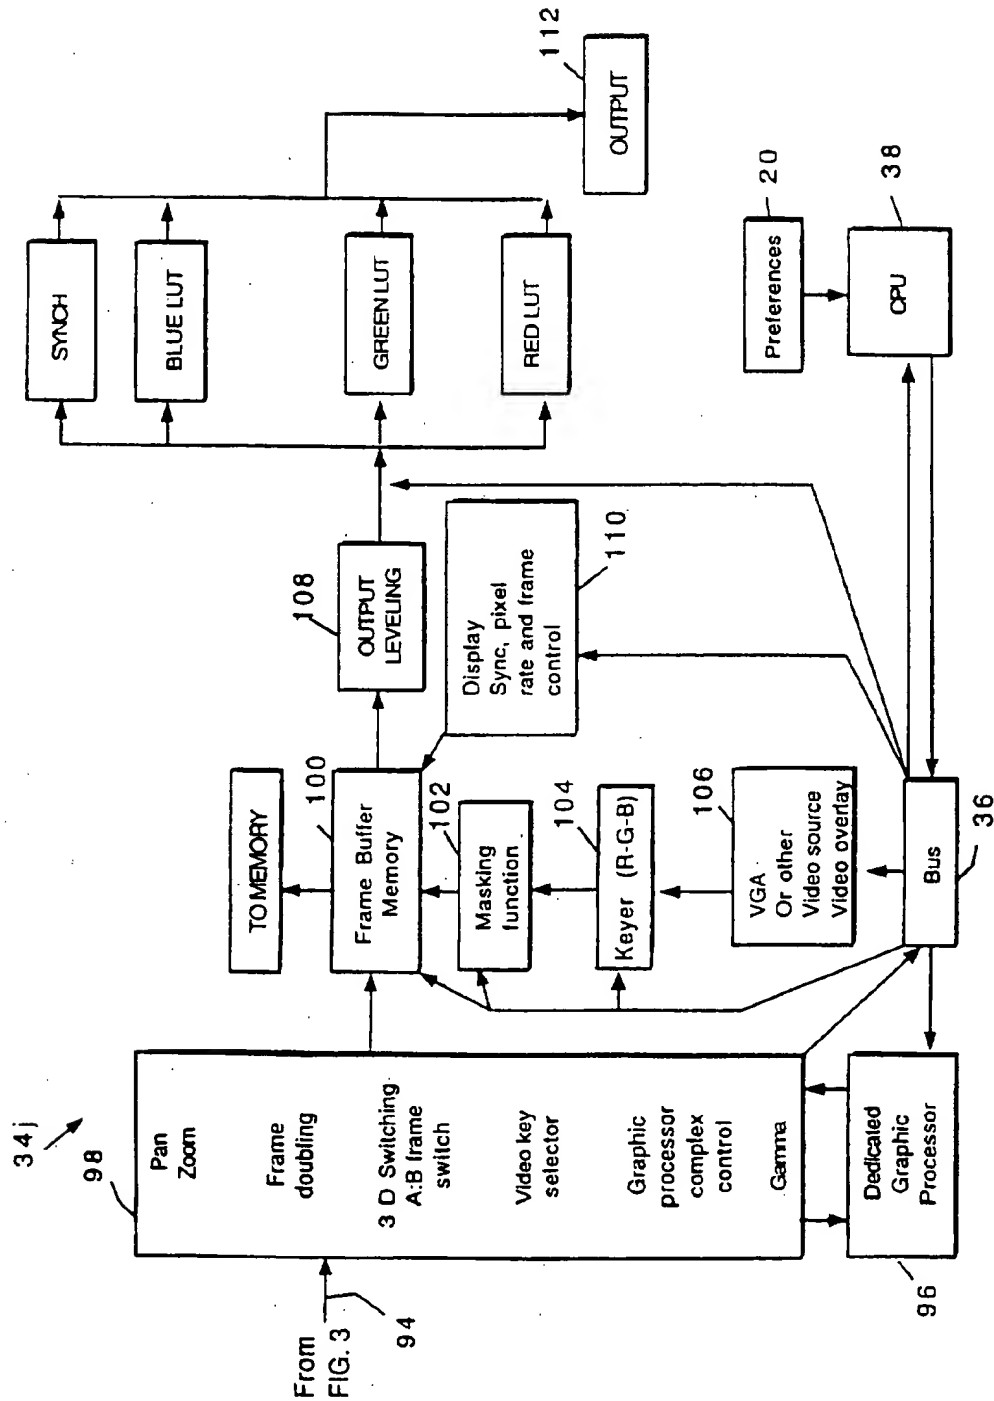 34j
98
Pan
Zoom
Frame
doubling
3 D Switching
A:B frame
switch
Video key
selector
Graphic
processor
complex
control
Gamma
From
FIG. 3
94
Dedicated
Graphic
Processor
96
TO MEMORY
Frame Buffer
Memory
100
Masking
function
102
Keyer (R-G-B)
104
VGA
Or other
Video source
Video overlay
106
Bus
36
OUTPUT
LEVELING
108
Display
Sync, pixel
rate and frame
control
110
SYNCH
BLUE LUT
GREEN LUT
RED LUT
Preferences
20
CPU
38
OUTPUT
112